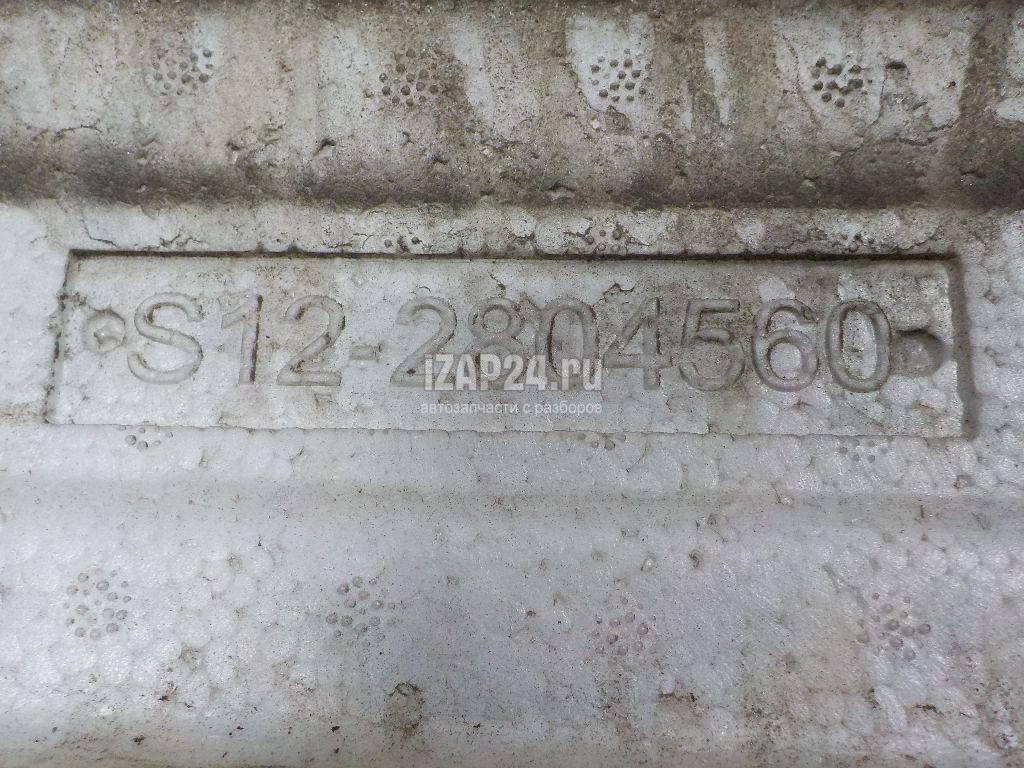 S12-2804560
iZAP24.ru
автозапчасти с разборов